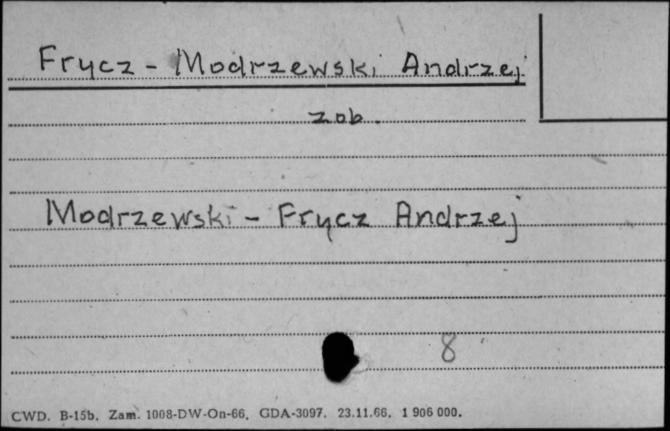 Frycz - Modrzewski Andrzej
zob.
Modrzewski - Frycz Andrzej
8
CWD. B-15b. Zam. 1008-DW-On-66. GDA-3097. 23.11.66. 1 906 000.